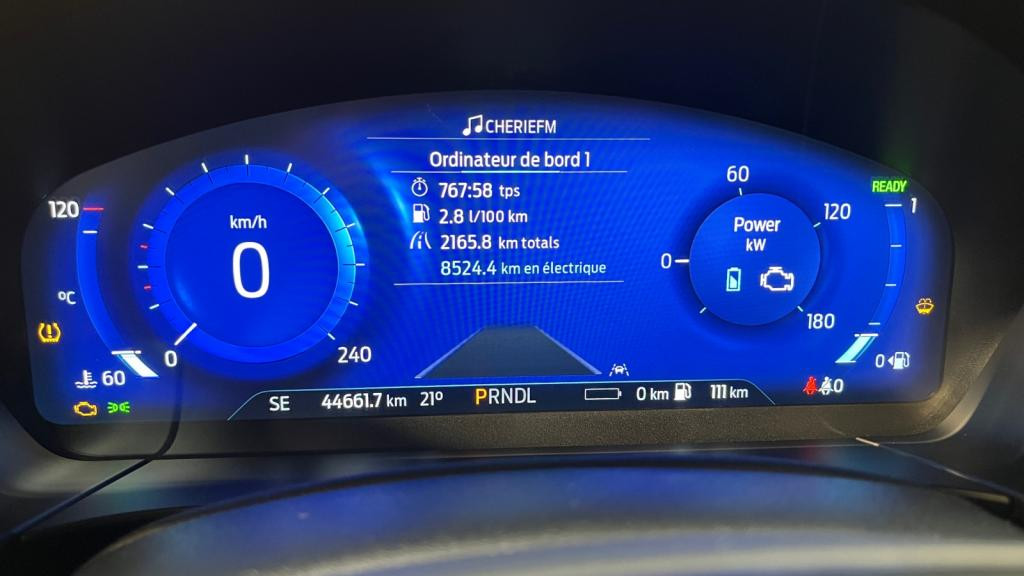 CHERIEFM
Ordinateur de bord 1
767:58 tps
2.8 l/100 km
2165.8 km totals
8524.4 km en électrique
120
°C
60
km/h
0
0
240
60
120
0
180
Power
kW
READY
1
0
SE 44661.7 km 21° PRNDL 0 km 111 km
0